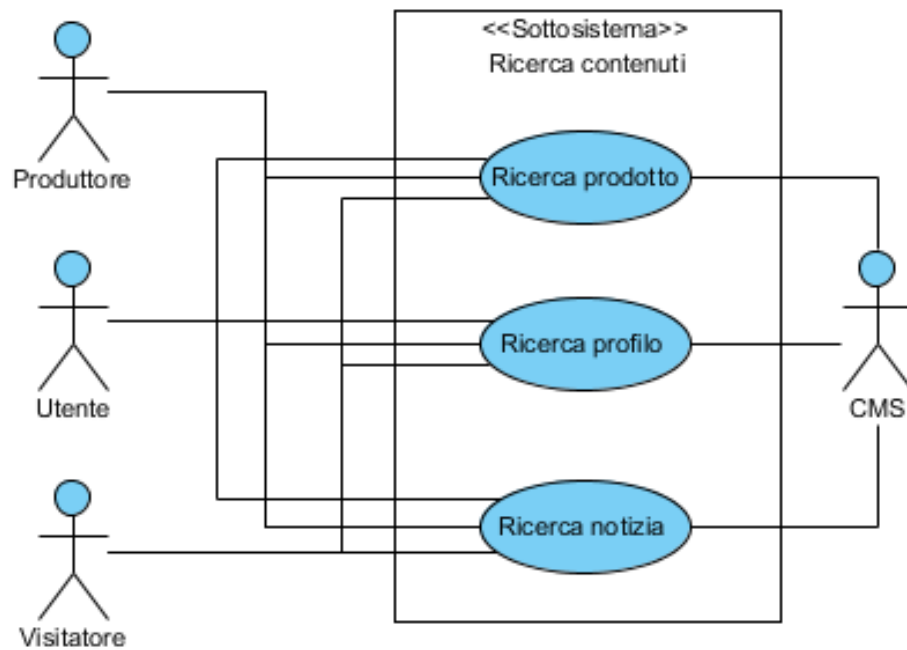 <<Sottosistema>>
Ricerca contenuti
Produttore
Ricerca prodotto
Utente
Ricerca profilo
CMS
Ricerca notizia
Visitatore